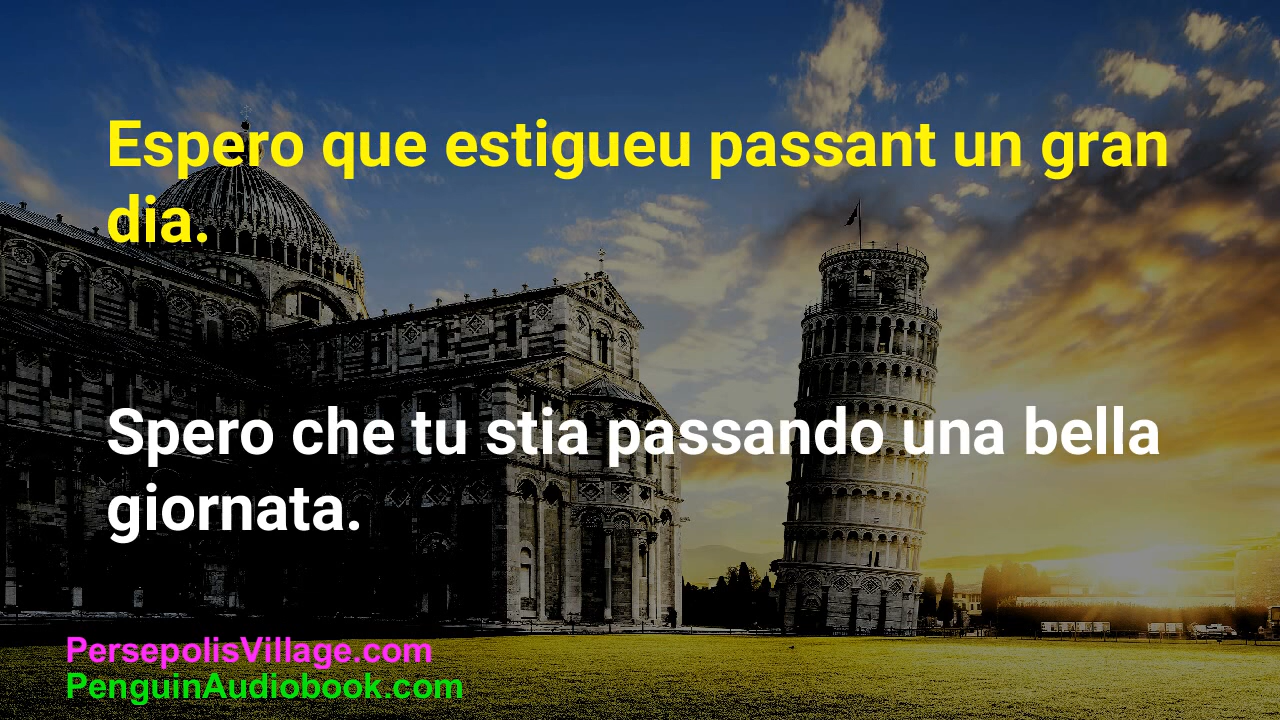 Espero que estigueu passant un gran
dia.
Spero che tu stia passando una bella
giornata.
PersepolisVillage.com
PenguinAudiobook.com